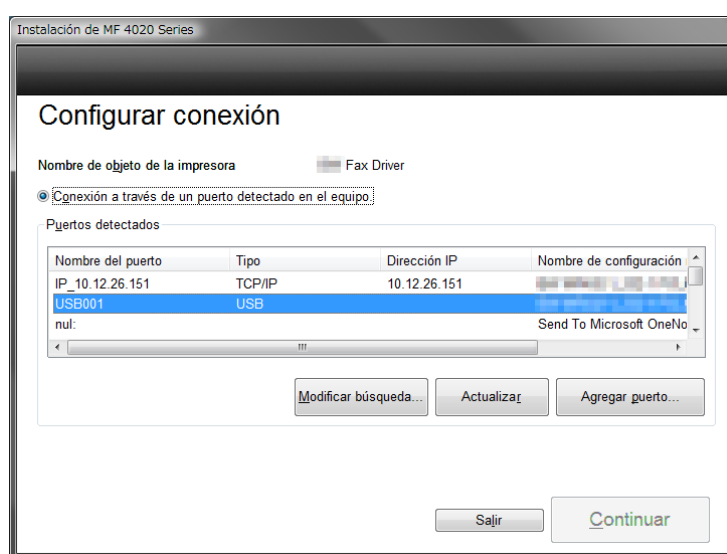 Instalación de MF 4020 Series
Configurar conexión
Nombre de objeto de la impresora Fax Driver
Conexión a través de un puerto detectado en el equipo.
Puertos detectados
Nombre del puerto Tipo Dirección IP Nombre de configuración
IP_10.12.26.151 TCP/IP 10.12.26.151
USB001 USB
nul: Send To Microsoft OneNo
Modificar búsqueda... Actualizar Agregar puerto...
Salir Continuar